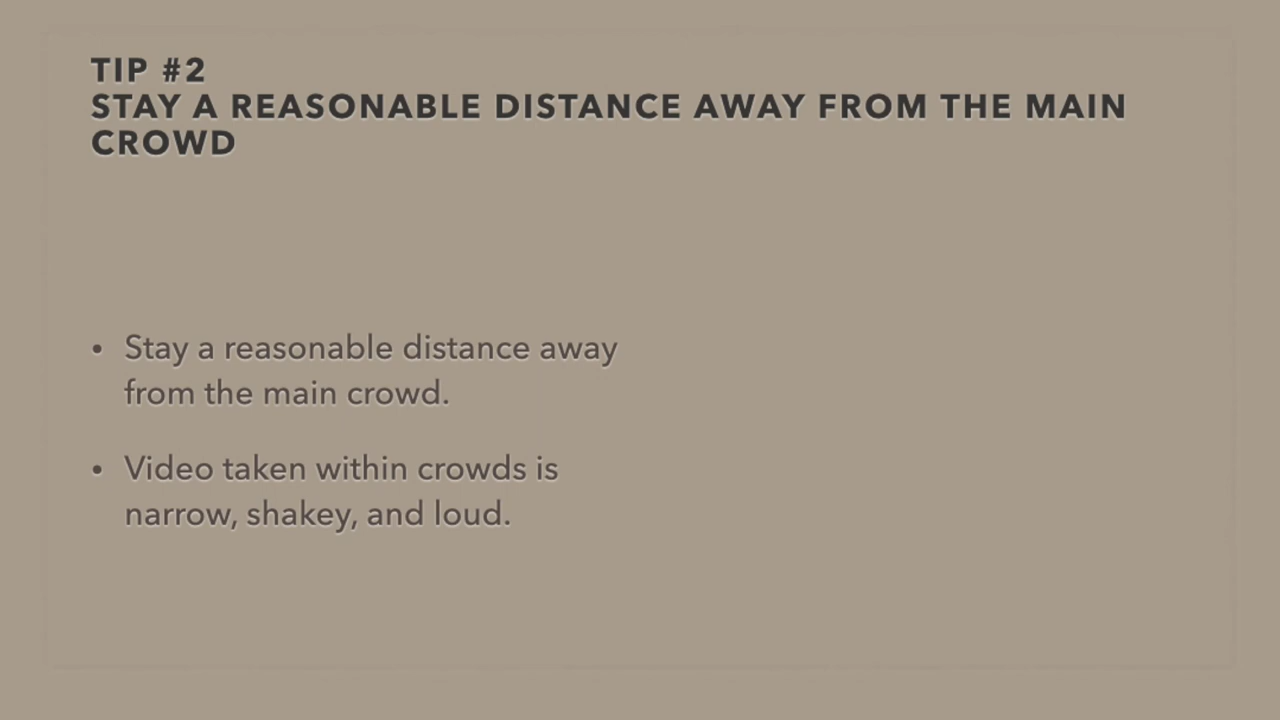 TIP #2
STAY A REASONABLE DISTANCE AWAY FROM THE MAIN
CROWD
• Stay a reasonable distance away
from the main crowd.
• Video taken within crowds is
narrow, shakey, and loud.